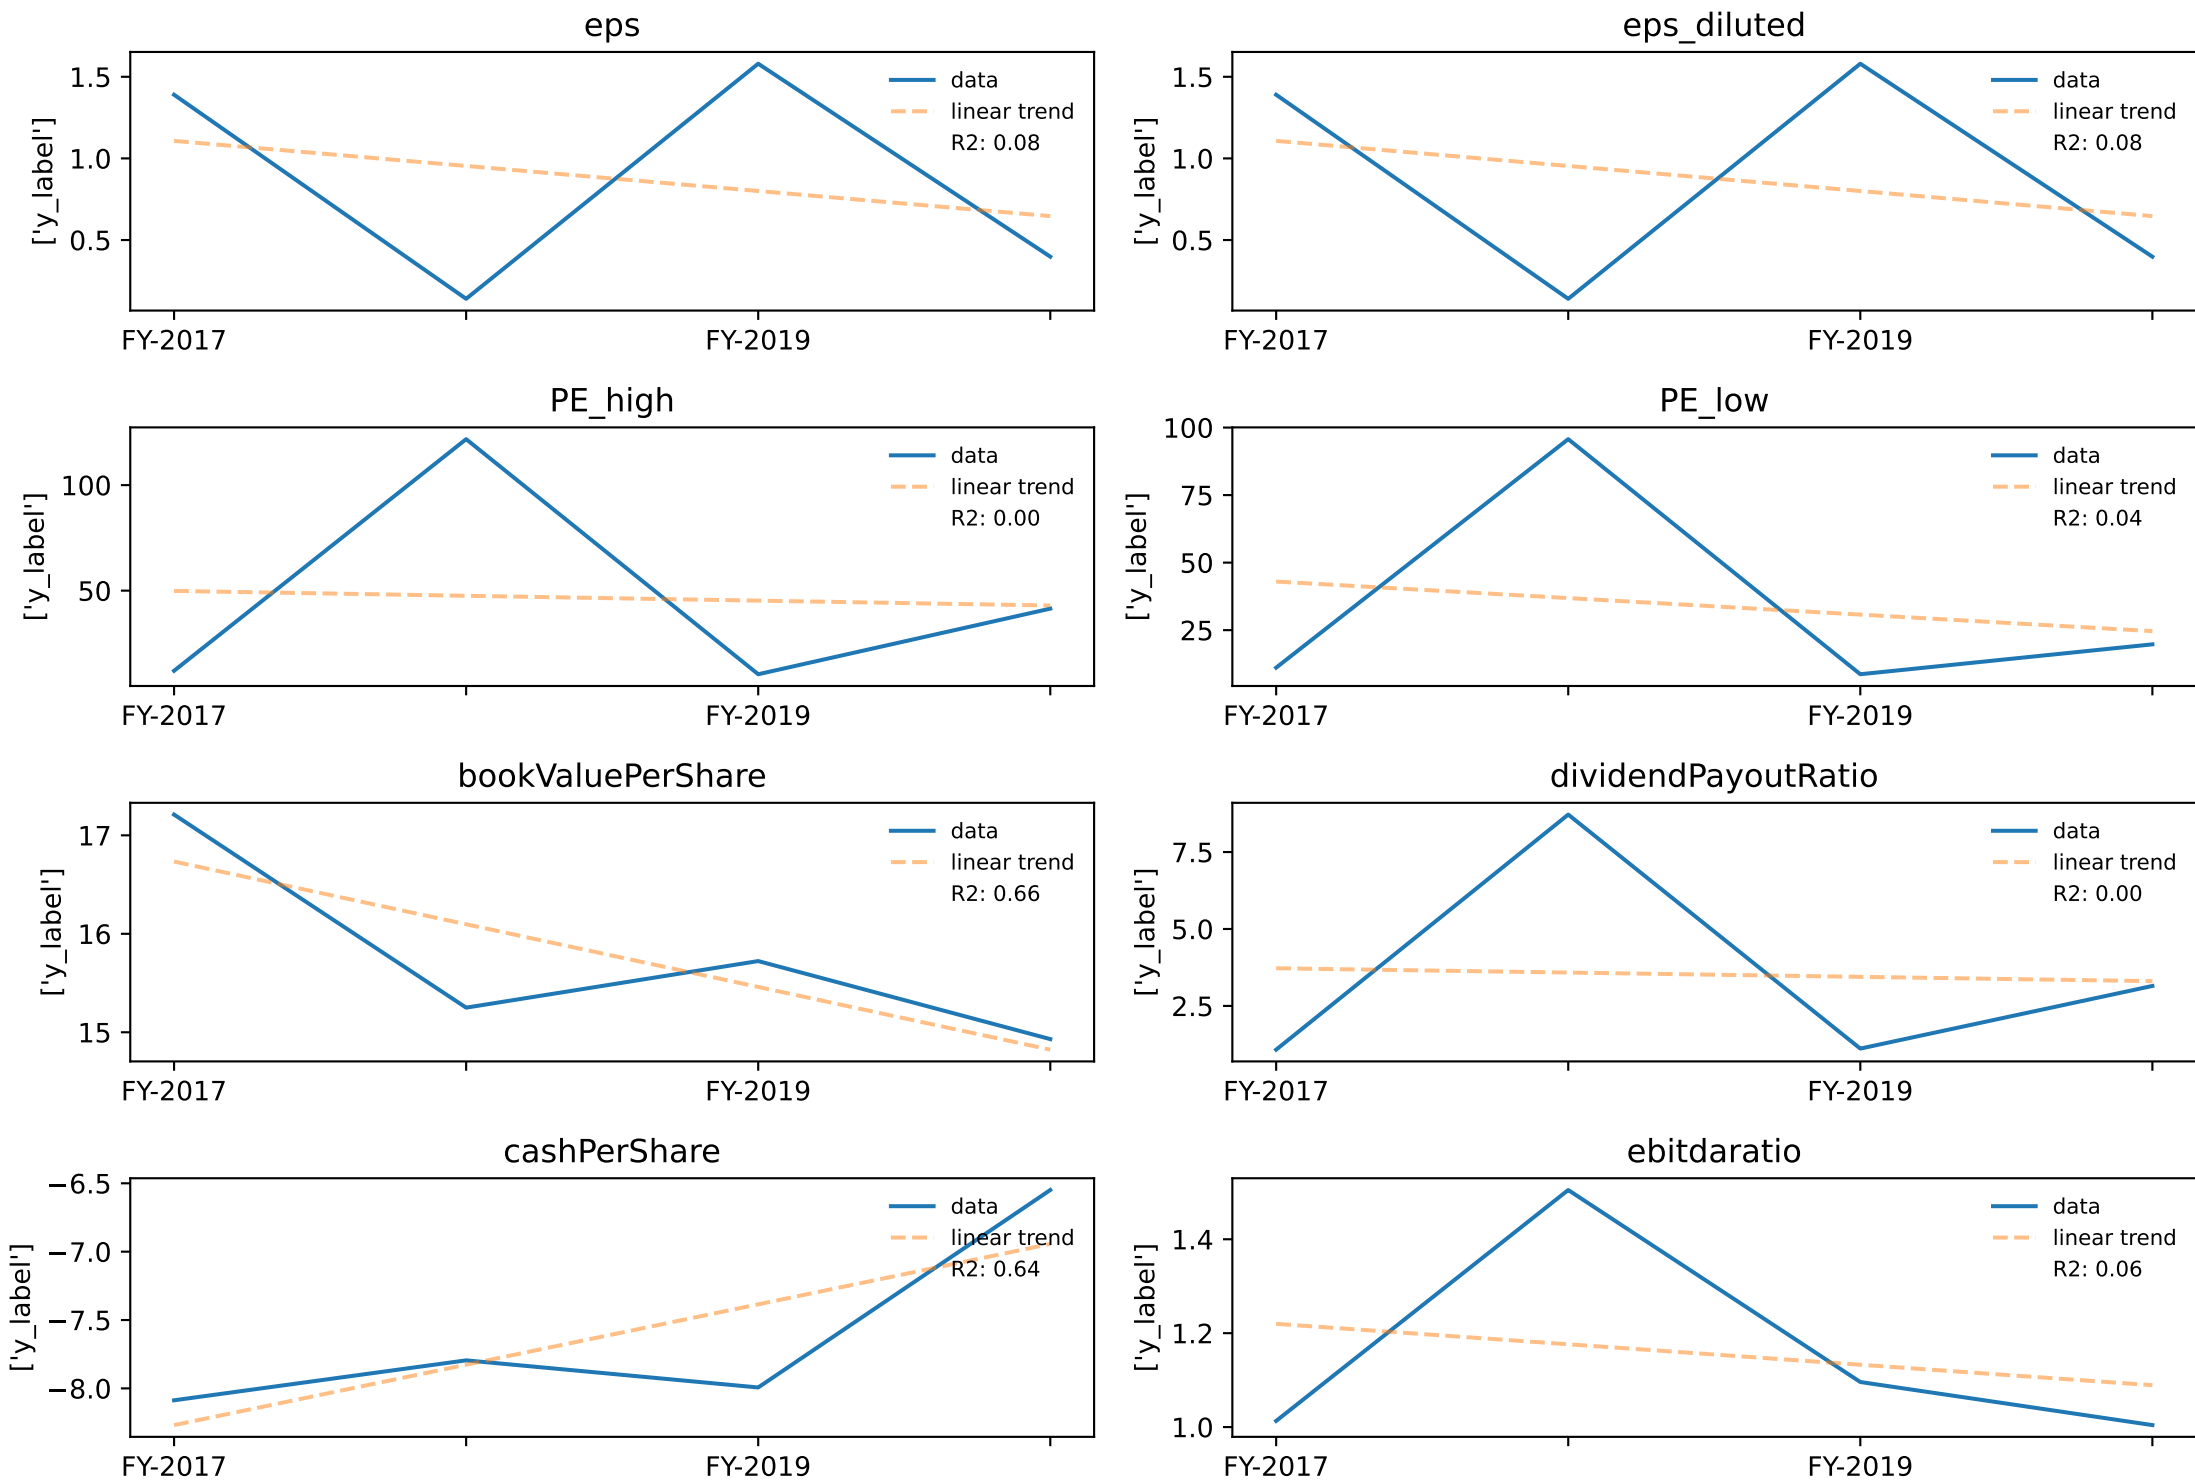 eps
['y_label']
1.5
1.0
0.5
data
linear trend
R2: 0.08
FY-2017
FY-2019
eps_diluted
['y_label']
1.5
1.0
0.5
data
linear trend
R2: 0.08
FY-2017
FY-2019
PE_high
['y_label']
100
50
data
linear trend
R2: 0.00
FY-2017
FY-2019
PE_low
['y_label']
100
75
50
25
data
linear trend
R2: 0.04
FY-2017
FY-2019
bookValuePerShare
['y_label']
17
16
15
data
linear trend
R2: 0.66
FY-2017
FY-2019
dividendPayoutRatio
['y_label']
7.5
5.0
2.5
data
linear trend
R2: 0.00
FY-2017
FY-2019
cashPerShare
['y_label']
−6.5
−7.0
−7.5
−8.0
data
linear trend
R2: 0.64
FY-2017
FY-2019
ebitdaratio
['y_label']
1.4
1.2
1.0
data
linear trend
R2: 0.06
FY-2017
FY-2019